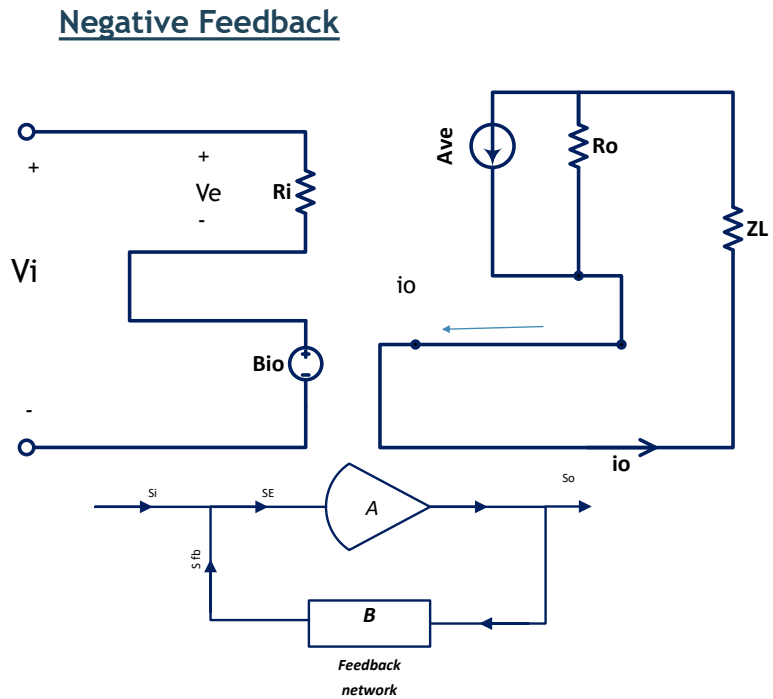 Negative Feedback
+
+
Ve
-
Ri
Vi
Bio
-
Ave
Ro
ZL
io
io
Si
SE
A
So
S fb
B
Feedback
network